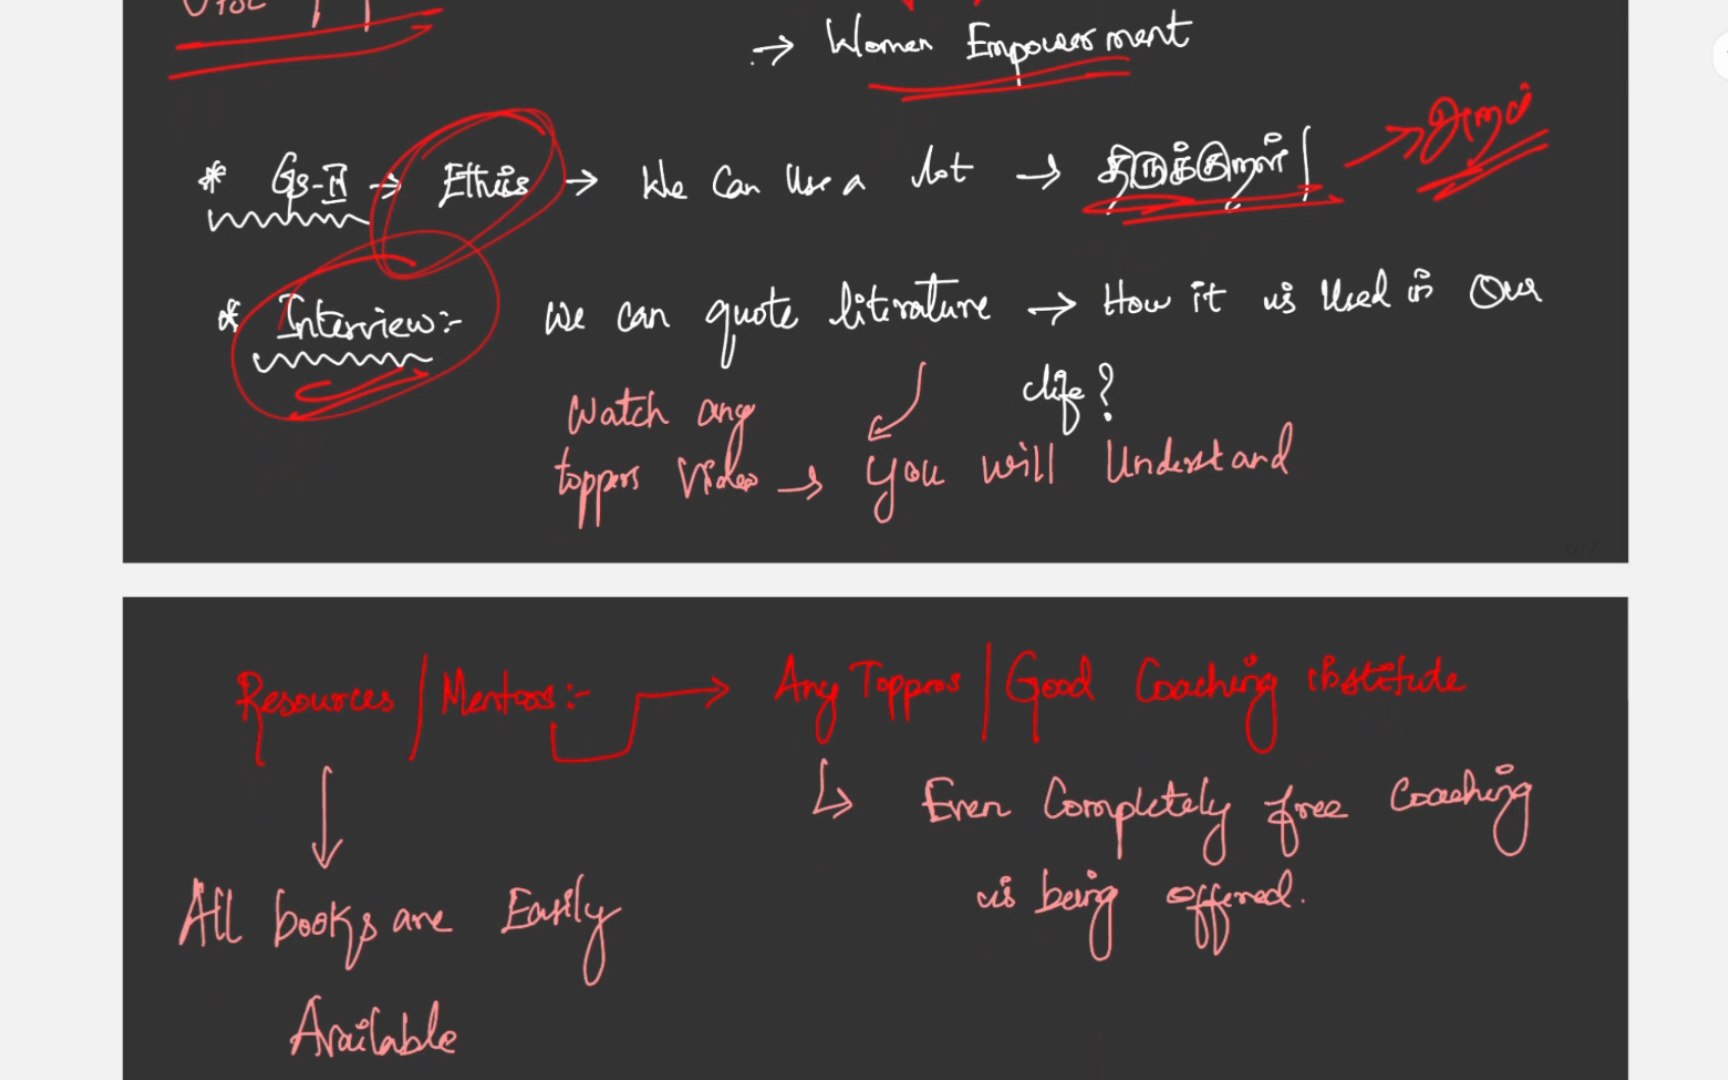 → Women Empowerment
* GS-IV → Ethics → We can use a lot → திருக்குறள் | → குறள்
* Interview:- We can quote literature → How it is used in our
life?
Watch any
toppers video → you will understand
Resources / Mentors:- → Any Toppers | Good Coaching institute
↳ Even Completely free coaching
is being offered.
↓
All books are Easily
Available